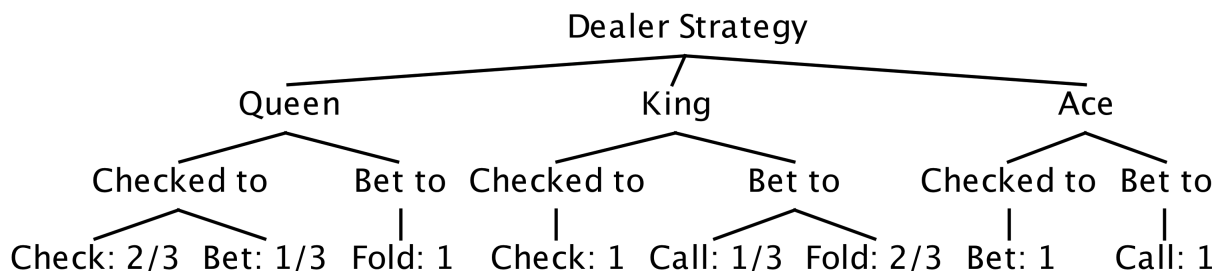 Dealer Strategy
Queen King Ace
Checked to Bet to Checked to Bet to Checked to Bet to
Check: 2/3 Bet: 1/3 Fold: 1 Check: 1 Call: 1/3 Fold: 2/3 Bet: 1 Call: 1